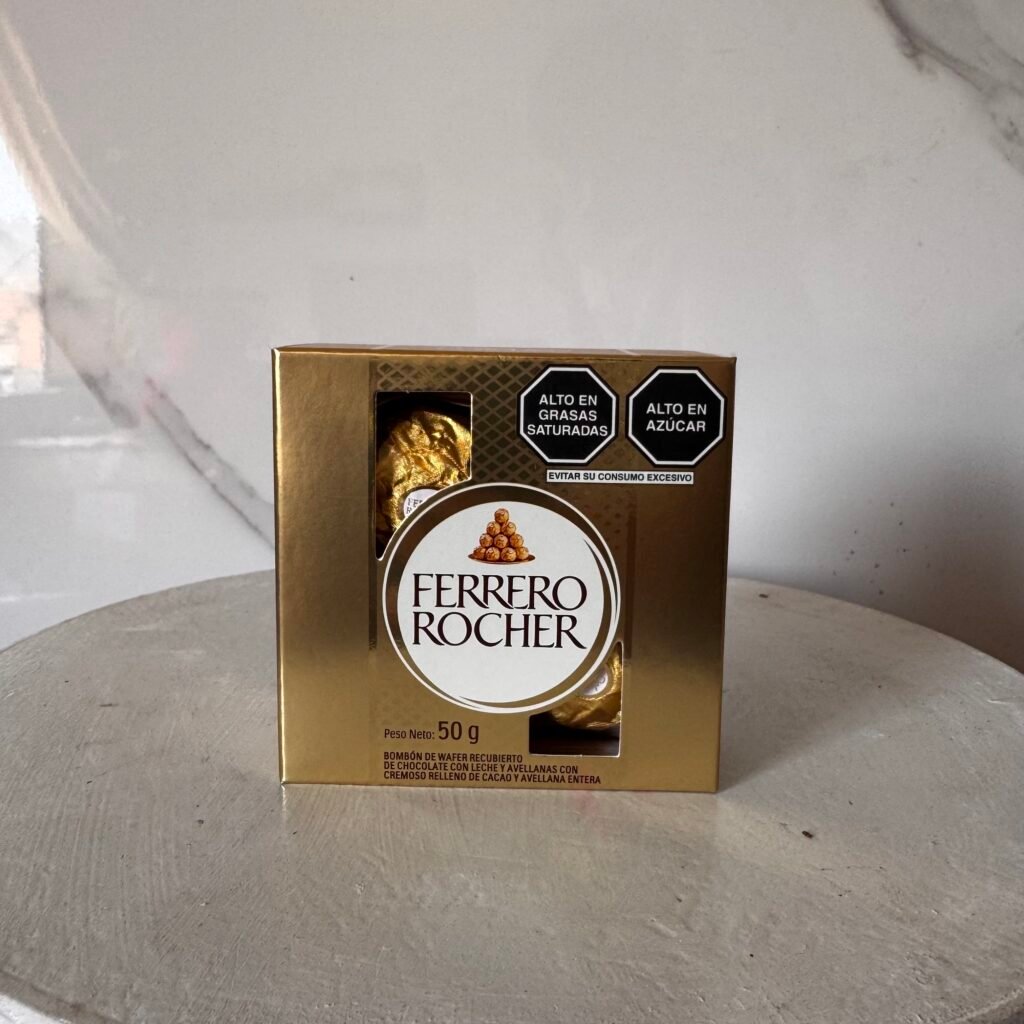 ALTO EN
GRASAS
SATURADAS
ALTO EN
AZÚCAR
EVITAR SU CONSUMO EXCESIVO
FERRERO
ROCHER
Peso Neto: 50 g
BOMBÓN DE WAFER RECUBIERTO
DE CHOCOLATE CON LECHE Y AVELLANAS CON
CREMOSO RELLENO DE CACAO Y AVELLANA ENTERA